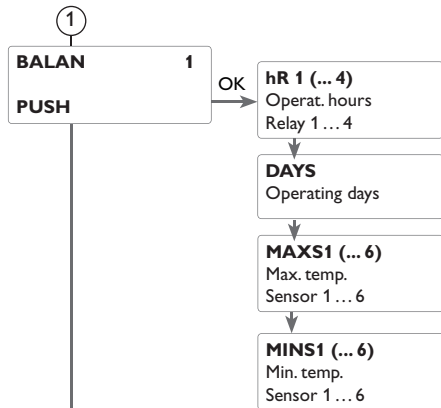 1
BALAN 1
PUSH
OK
hR 1 (... 4)
Operat. hours
Relay 1 ... 4
DAYS
Operating days
MAXS1 (... 6)
Max. temp.
Sensor 1 ... 6
MINS1 (... 6)
Min. temp.
Sensor 1 ... 6